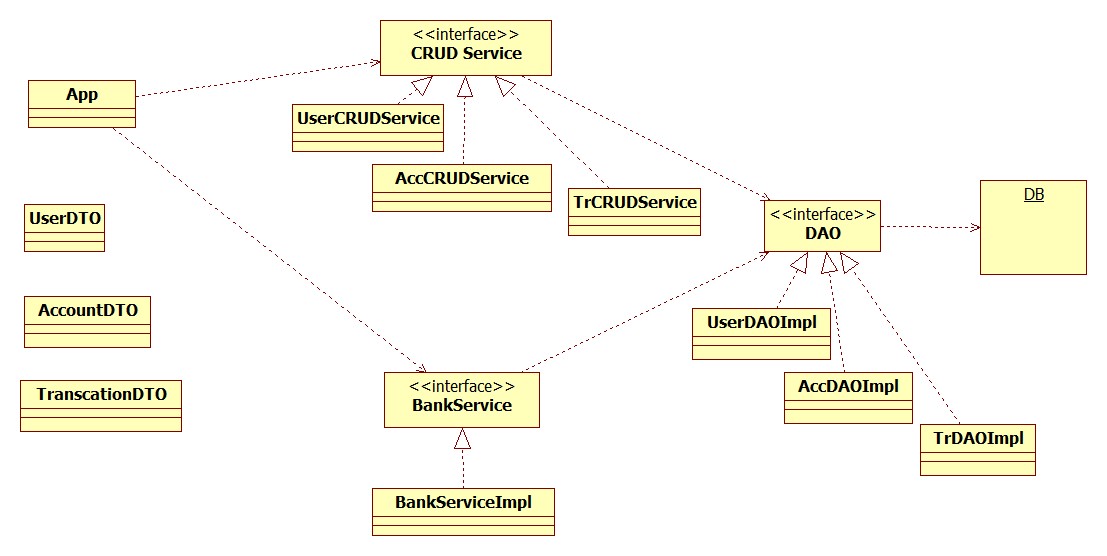 <<interface>>
CRUD Service
App
UserCRUDService
AccCRUDService
TrCRUDService
UserDTO
<<interface>>
DAO
DB
AccountDTO
UserDAOImpl
TranscationDTO
<<interface>>
BankService
AccDAOImpl
TrDAOImpl
BankServiceImpl